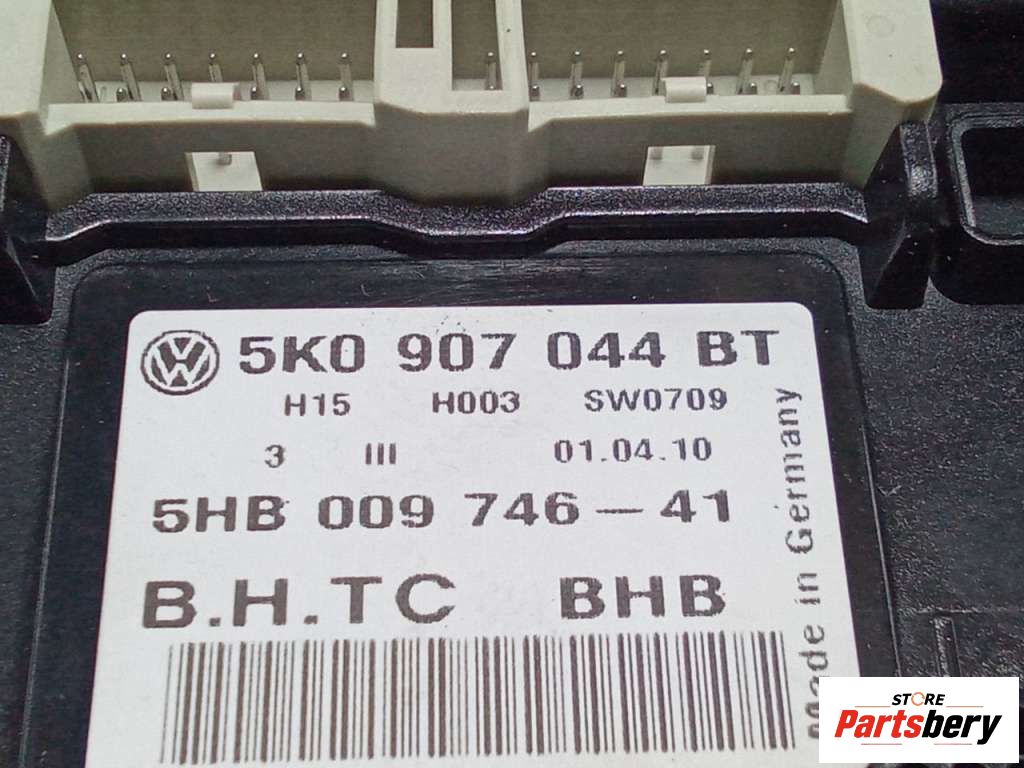 5K0 907 044 BT
H15 H003 SW0709
3 III 01.04.10
5HB 009 746-41
B.H.TC BHB
Made in Germany
STORE
Partsbery